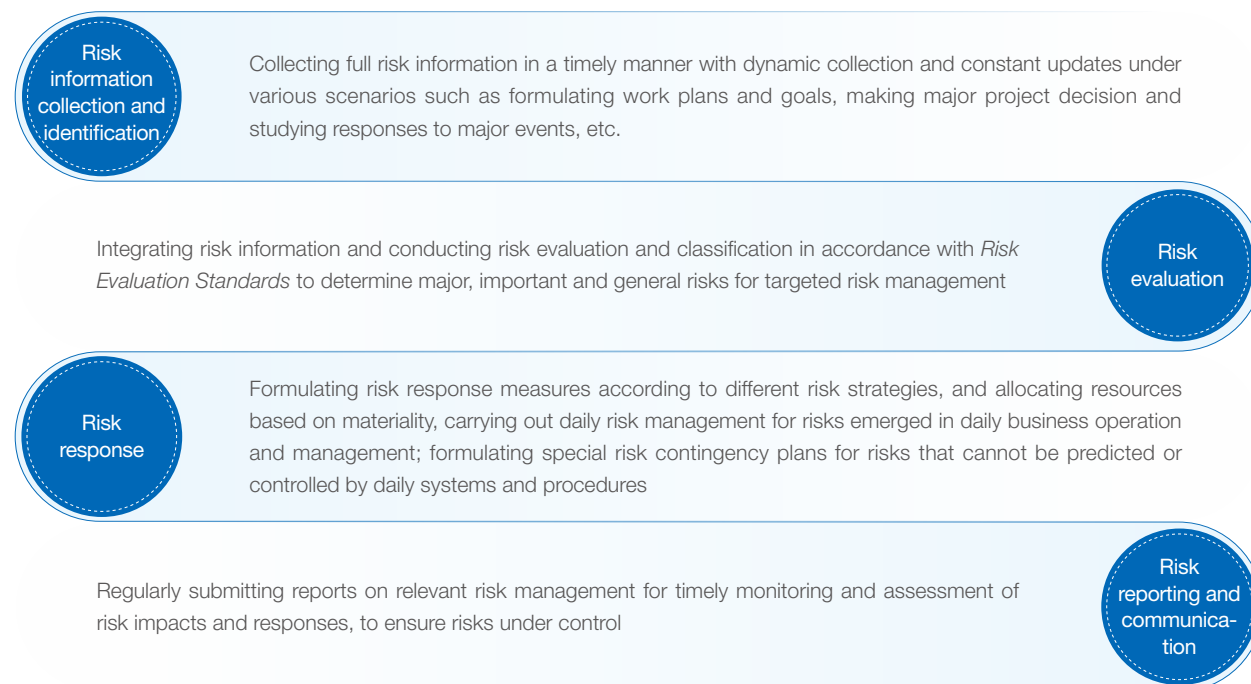 Risk
information
collection and
identification
Collecting full risk information in a timely manner with dynamic collection and constant updates under
various scenarios such as formulating work plans and goals, making major project decision and
studying responses to major events, etc.
Integrating risk information and conducting risk evaluation and classification in accordance with Risk
Evaluation Standards to determine major, important and general risks for targeted risk management
Risk
evaluation
Risk
response
Formulating risk response measures according to different risk strategies, and allocating resources
based on materiality, carrying out daily risk management for risks emerged in daily business operation
and management; formulating special risk contingency plans for risks that cannot be predicted or
controlled by daily systems and procedures
Regularly submitting reports on relevant risk management for timely monitoring and assessment of
risk impacts and responses, to ensure risks under control
Risk
reporting and
communica-
tion